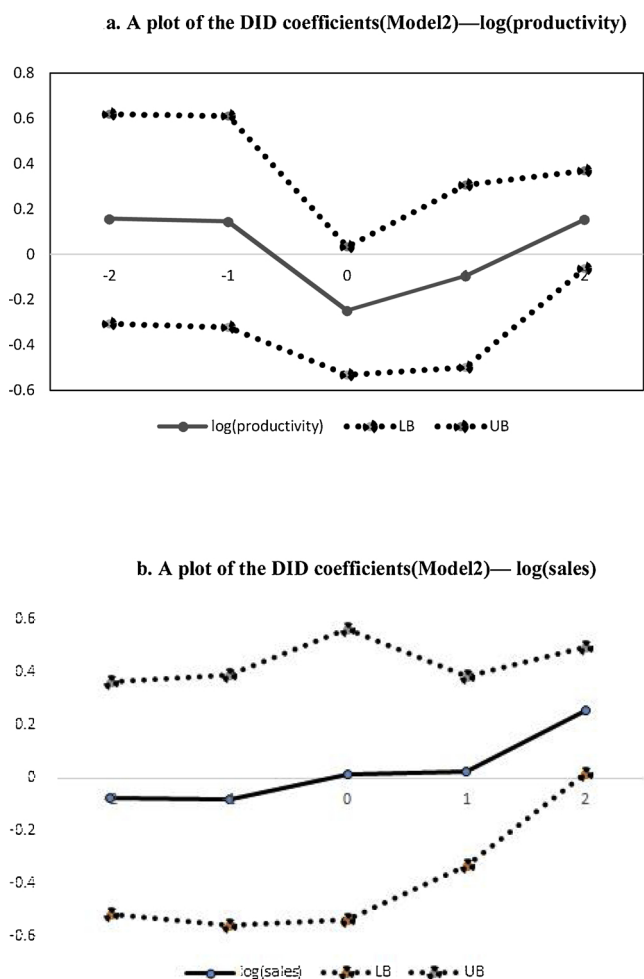 a. A plot of the DID coefficients(Model2)—log(productivity)
0.8
0.6
0.4
0.2
0
-0.2
-0.4
-0.6
-2 -1 0 2
log(productivity) LB UB
b. A plot of the DID coefficients(Model2)— log(sales)
0.6
0.4
0.2
0
-0.2
-0.4
-0.6
0 1 2
log(sales) LB UB